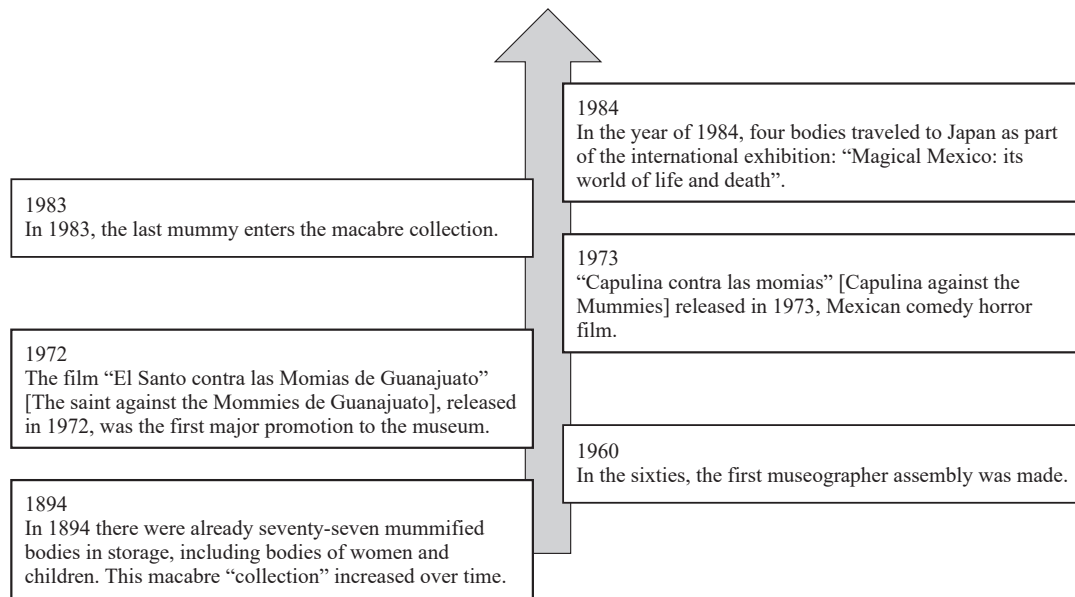 1984
In the year of 1984, four bodies traveled to Japan as part
of the international exhibition: “Magical Mexico: its
world of life and death”.
1983
In 1983, the last mummy enters the macabre collection.
1973
“Capulina contra las momias” [Capulina against the
Mummies] released in 1973, Mexican comedy horror
film.
1972
The film “El Santo contra las Momias de Guanajuato”
[The saint against the Mommies de Guanajuato], released
in 1972, was the first major promotion to the museum.
1960
In the sixties, the first museographer assembly was made.
1894
In 1894 there were already seventy-seven mummified
bodies in storage, including bodies of women and
children. This macabre “collection” increased over time.